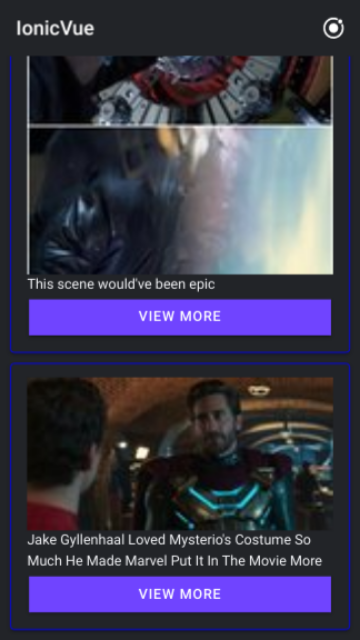 IonicVue
This scene would've been epic
VIEW MORE
Jake Gyllenhaal Loved Mysterio's Costume So
Much He Made Marvel Put It In The Movie More
VIEW MORE